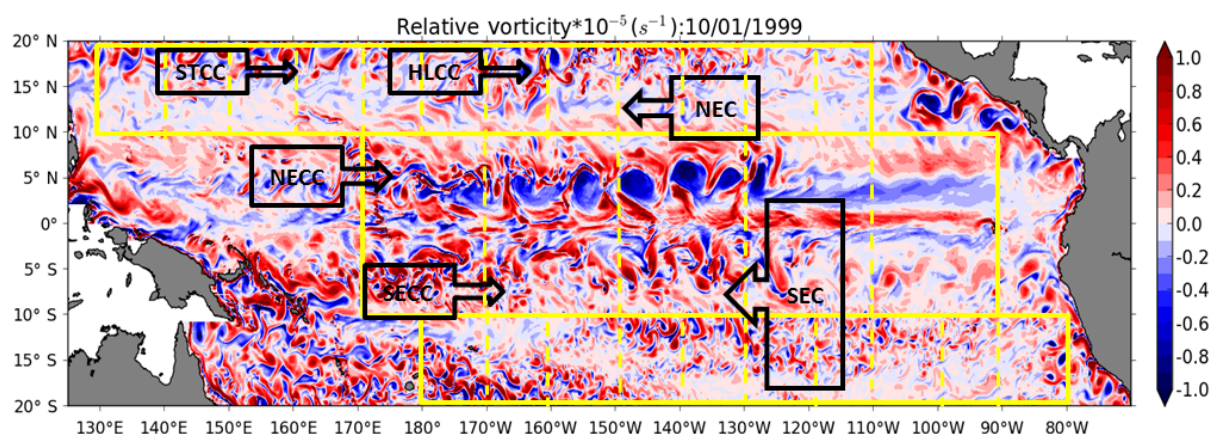 Relative vorticity*10⁻⁵(s⁻¹):10/01/1999
20° N
15° N
10° N
5° N
0°
5° S
10° S
15° S
20° S
STCC
HLCC
NEC
NECC
SECC
SEC
1.0
0.8
0.6
0.4
0.2
0.0
-0.2
-0.4
-0.6
-0.8
-1.0
130°E 140°E 150°E 160°E 170°E 180° 170°W 160°W 150°W 140°W 130°W 120°W 110°W 100°W 90°W 80°W